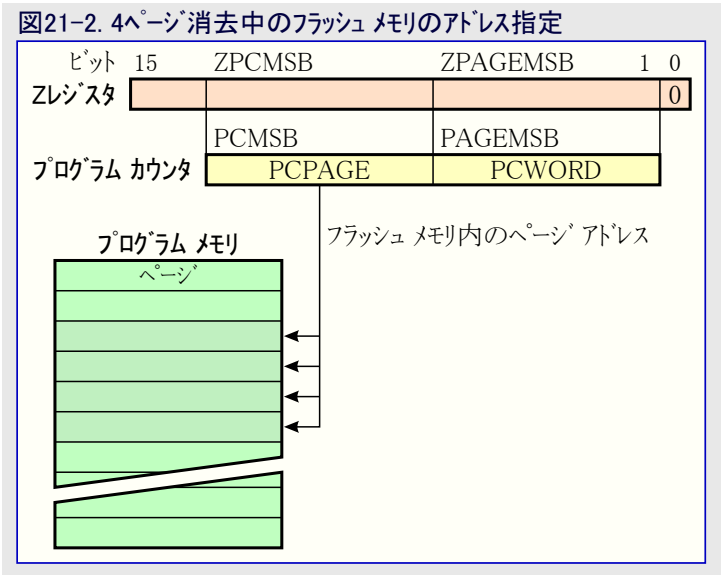 図21-2. 4ページ消去中のフラッシュ メモリのアドレス指定
ビット 15 ZPCMSB ZPAGEMSB 1 0
Zレジスタ 0
PCMSB PAGEMSB
プログラム カウンタ PCPAGE PCWORD
フラッシュ メモリ内のページ アドレス
プログラム メモリ
ページ